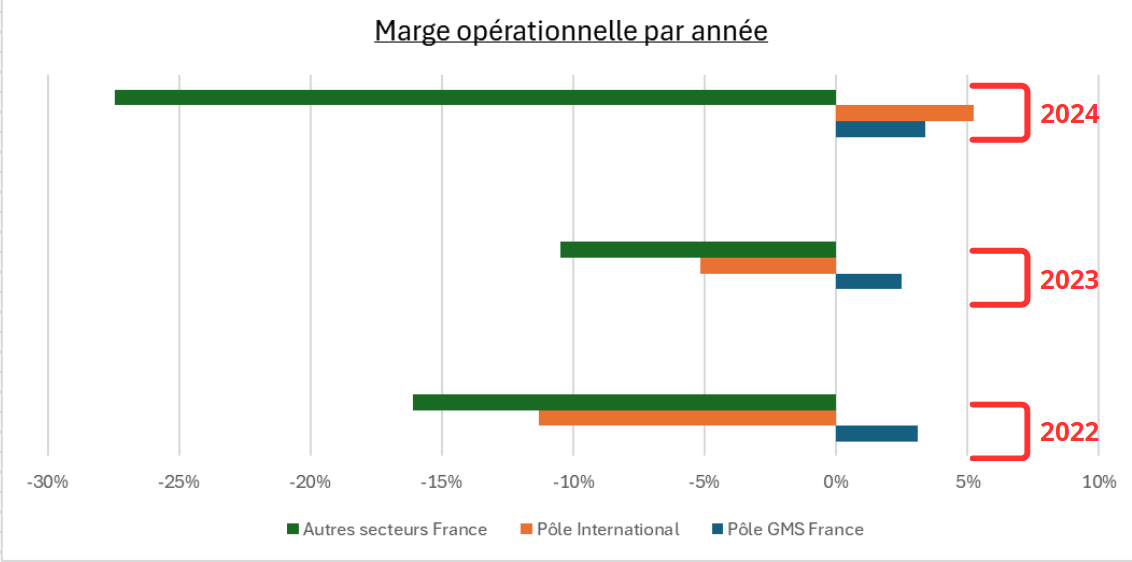 Marge opérationnelle par année
2024
2023
2022
-30% -25% -20% -15% -10% -5% 0% 5% 10%
Autres secteurs France Pôle International Pôle GMS France